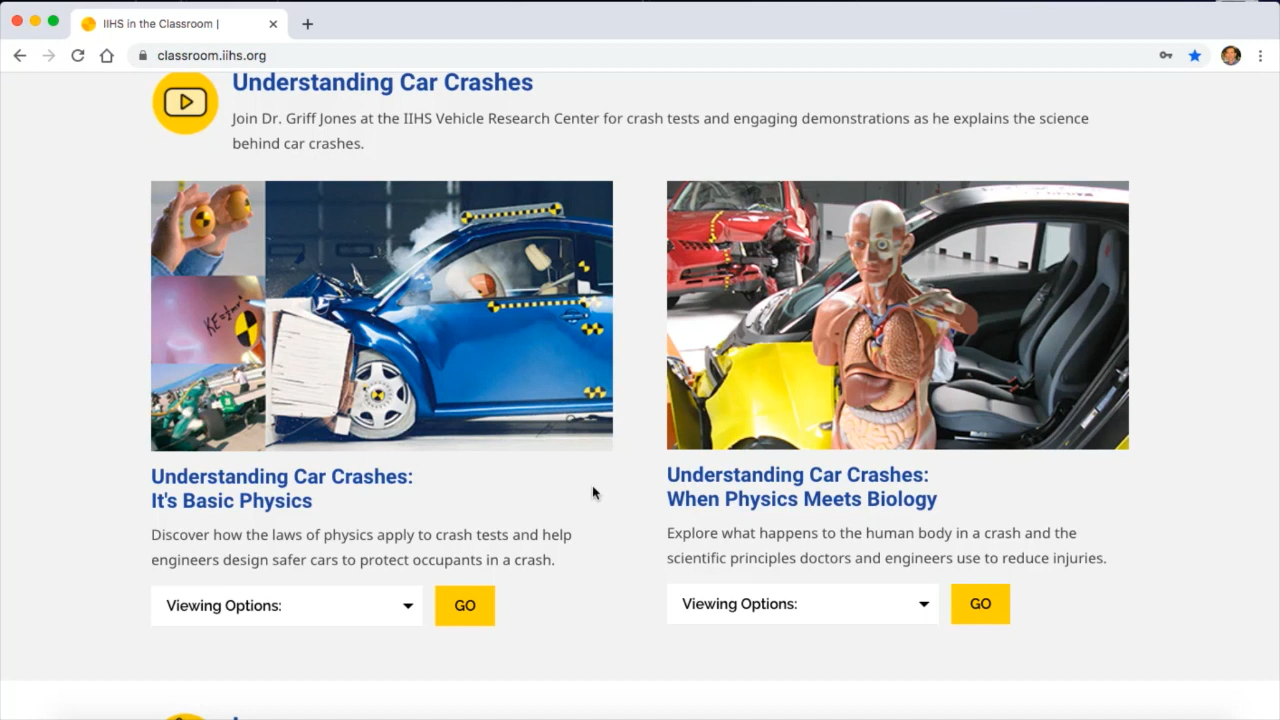 IIHS in the Classroom |
classroom.iihs.org
Understanding Car Crashes
Join Dr. Griff Jones at the IIHS Vehicle Research Center for crash tests and engaging demonstrations as he explains the science
behind car crashes.
KE=½m
Understanding Car Crashes:
It's Basic Physics
Discover how the laws of physics apply to crash tests and help
engineers design safer cars to protect occupants in a crash.
Viewing Options:
GO
Understanding Car Crashes:
When Physics Meets Biology
Explore what happens to the human body in a crash and the
scientific principles doctors and engineers use to reduce injuries.
Viewing Options:
GO